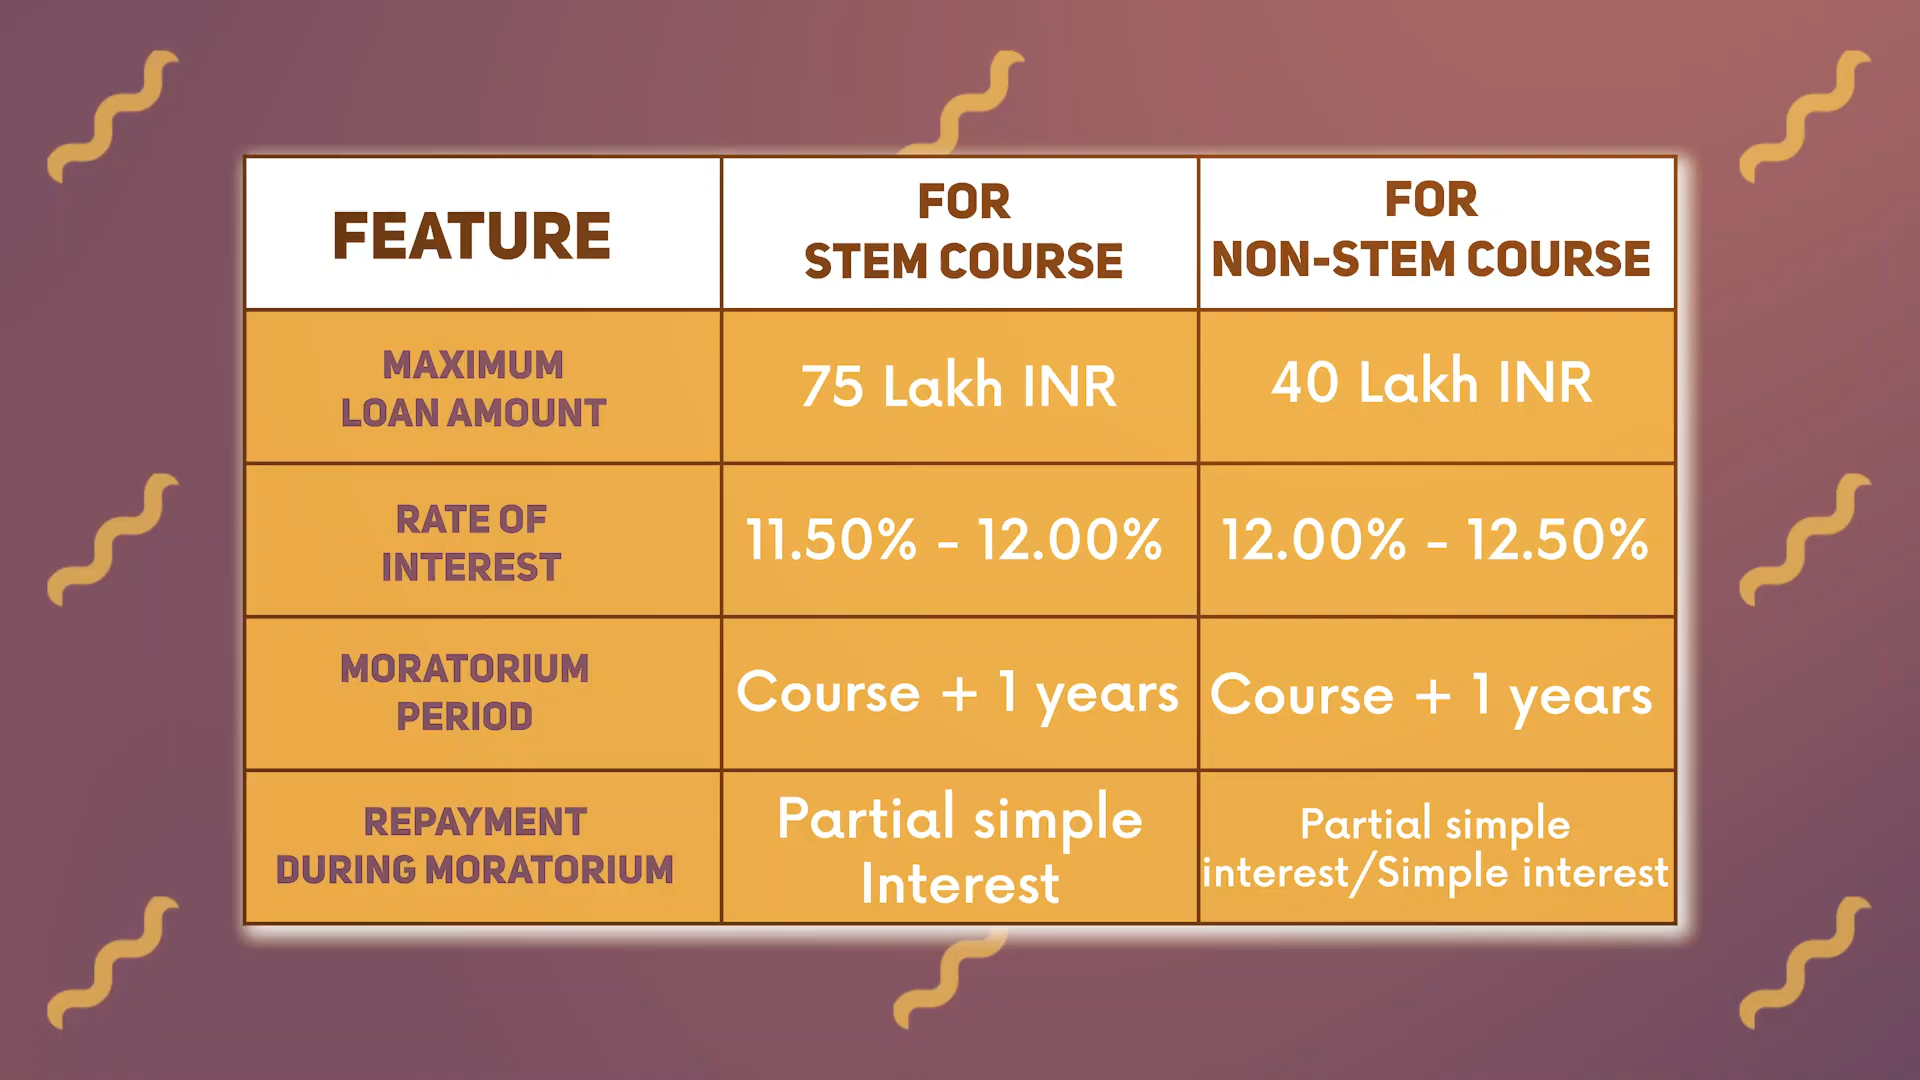 FEATURE
FOR
STEM COURSE
FOR
NON-STEM COURSE
MAXIMUM
LOAN AMOUNT
75 Lakh INR
40 Lakh INR
RATE OF
INTEREST
11.50% - 12.00%
12.00% - 12.50%
MORATORIUM
PERIOD
Course + 1 years
Course + 1 years
REPAYMENT
DURING MORATORIUM
Partial simple
Interest
Partial simple
interest/Simple interest